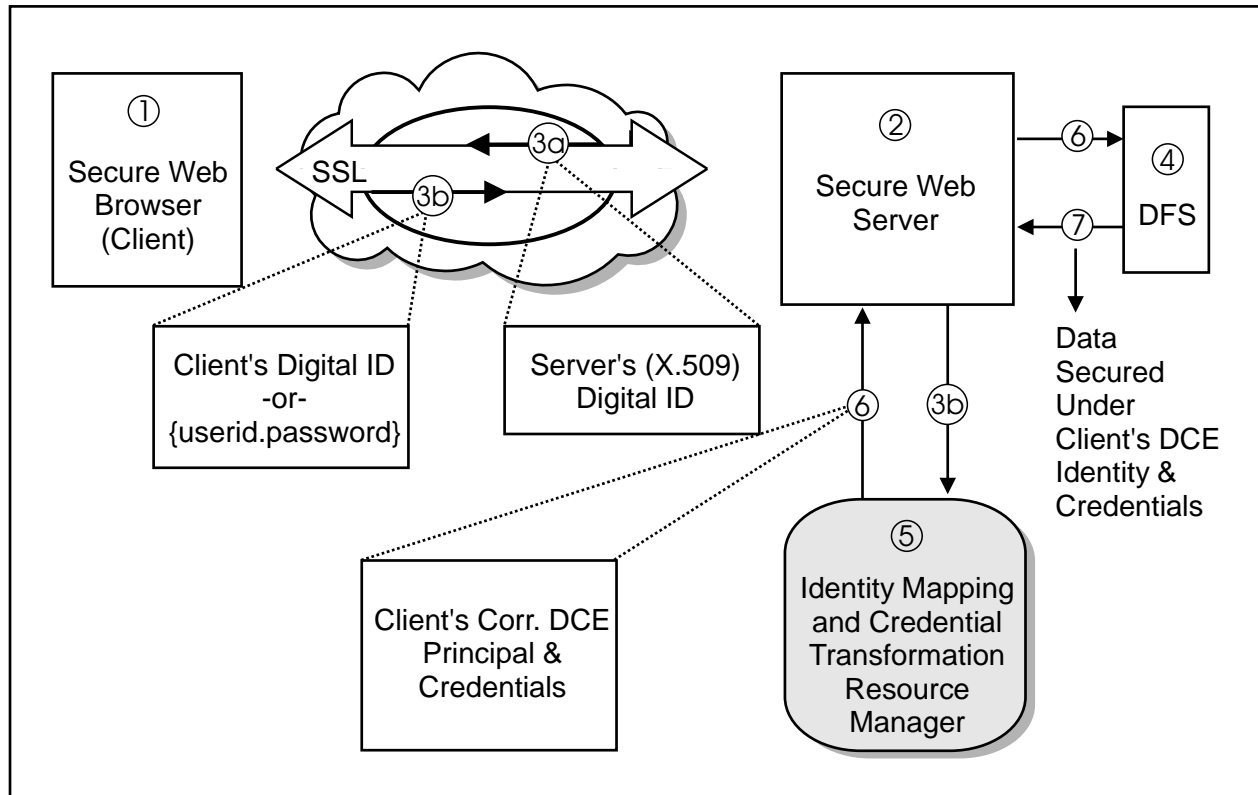 ①
Secure Web
Browser
(Client)
SSL
3a
3b
②
Secure Web
Server
6
7
④
DFS
Client's Digital ID
-or-
{userid.password}
Server's (X.509)
Digital ID
6
3b
Data
Secured
Under
Client's DCE
Identity &
Credentials
Client's Corr. DCE
Principal &
Credentials
⑤
Identity Mapping
and Credential
Transformation
Resource
Manager